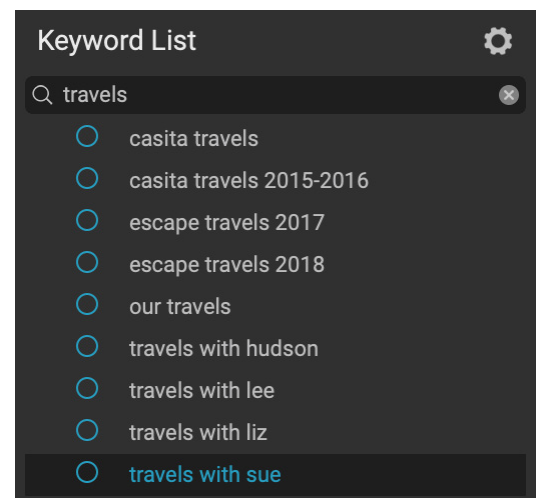 Keyword List
travels
casita travels
casita travels 2015-2016
escape travels 2017
escape travels 2018
our travels
travels with hudson
travels with lee
travels with liz
travels with sue